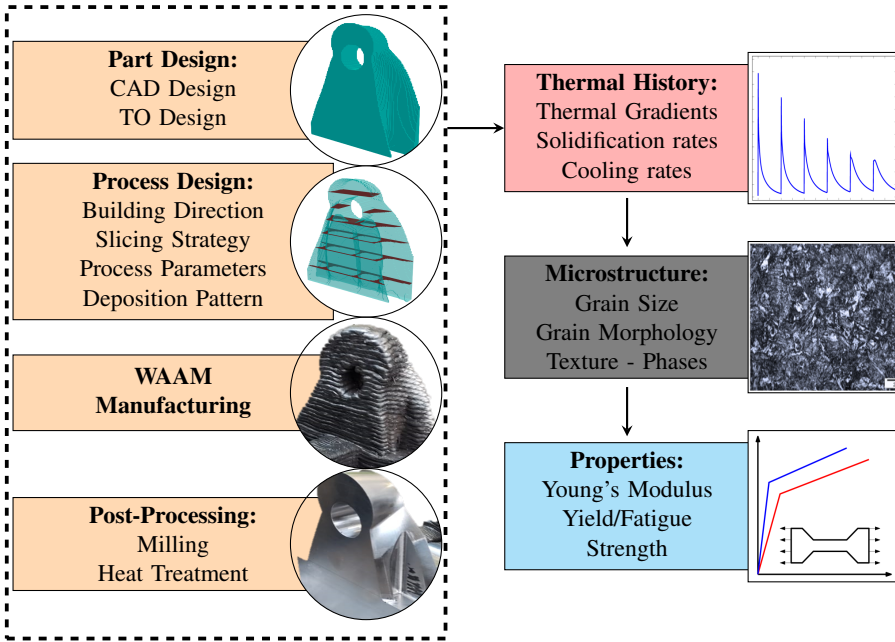 Part Design:
CAD Design
TO Design
Process Design:
Building Direction
Slicing Strategy
Process Parameters
Deposition Pattern
WAAM
Manufacturing
Post-Processing:
Milling
Heat Treatment
Thermal History:
Thermal Gradients
Solidification rates
Cooling rates
Microstructure:
Grain Size
Grain Morphology
Texture - Phases
Properties:
Young's Modulus
Yield/Fatigue
Strength